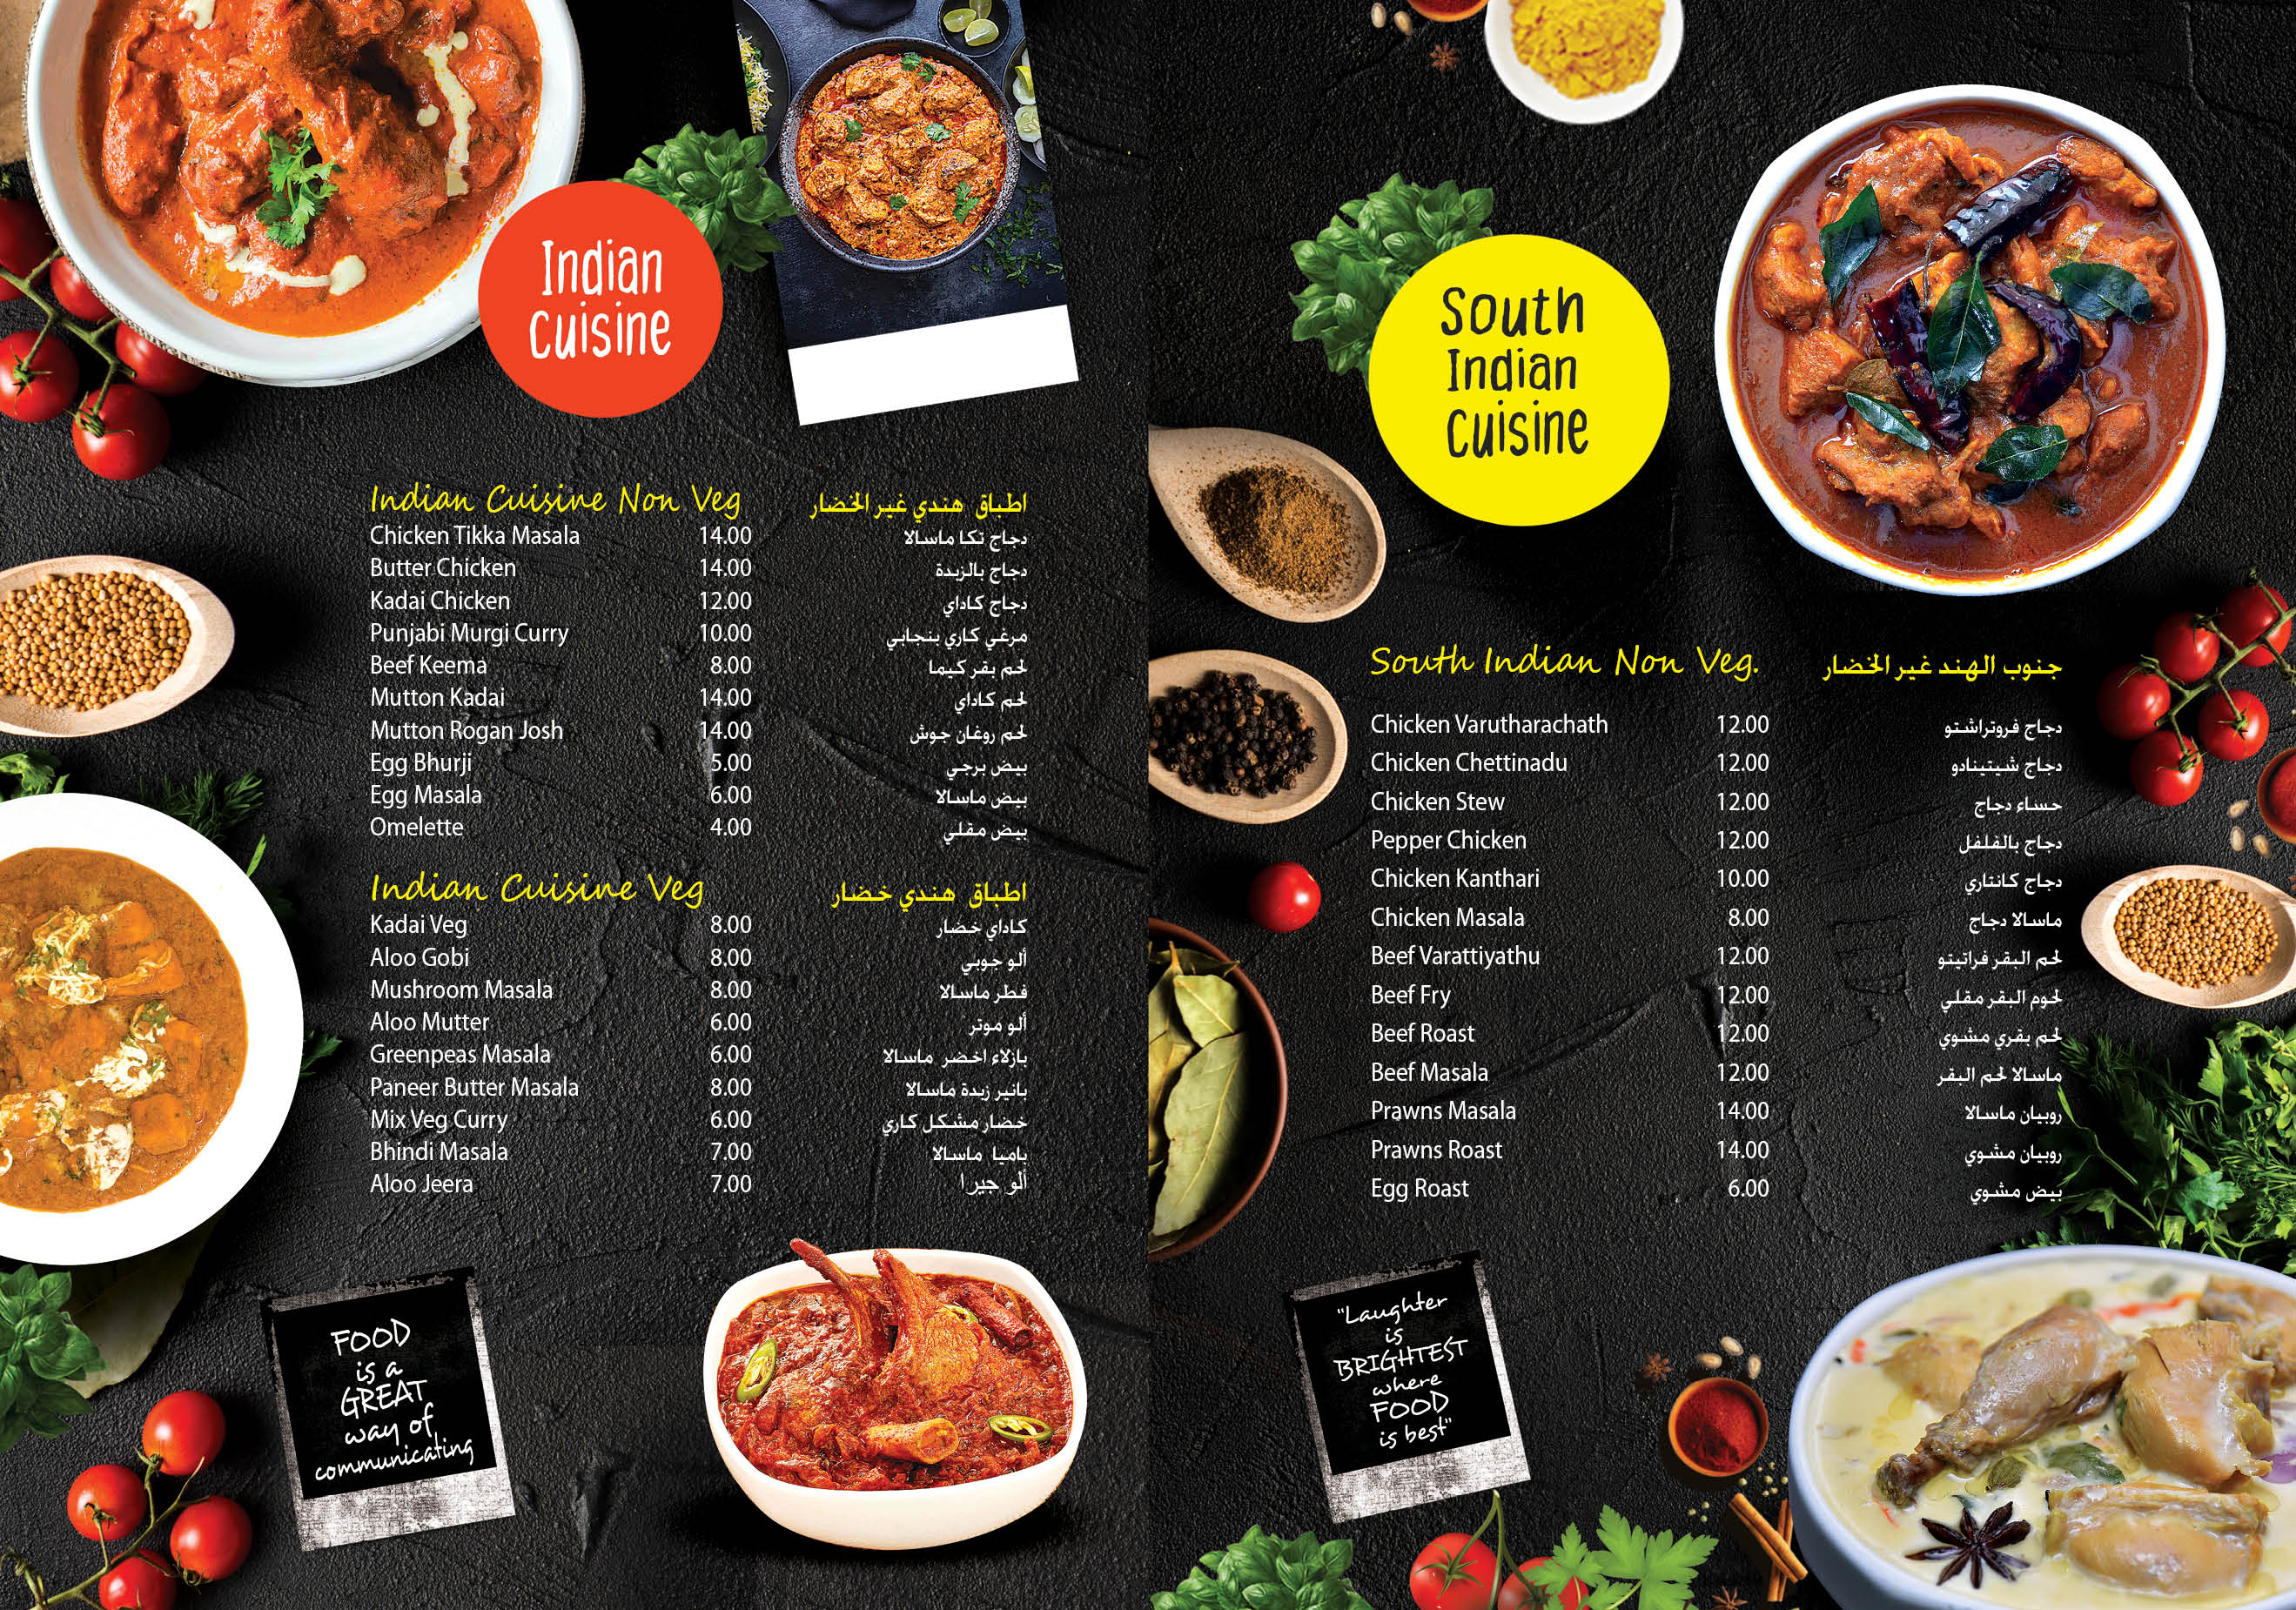 Indian
Cuisine
Indian Cuisine Non Veg اطباق هندي غير الخضار
Chicken Tikka Masala 14.00 دجاج تكا ماسالا
Butter Chicken 14.00 دجاج بالزبدة
Kadai Chicken 12.00 دجاج كاداي
Punjabi Murgi Curry 10.00 مرغي كاري بنجابي
Beef Keema 8.00 لحم بقر كيما
Mutton Kadai 14.00 لحم كاداي
Mutton Rogan Josh 14.00 لحم روغان جوش
Egg Bhurji 5.00 بيض برجي
Egg Masala 6.00 بيض ماسالا
Omelette 4.00 بيض مقلي
Indian Cuisine Veg اطباق هندي خضار
Kadai Veg 8.00 كاداي خضار
Aloo Gobi 8.00 ألو جوبي
Mushroom Masala 8.00 فطر ماسالا
Aloo Mutter 6.00 ألو موتر
Greenpeas Masala 6.00 بازلاء اخضر ماسالا
Paneer Butter Masala 8.00 بانير زبدة ماسالا
Mix Veg Curry 6.00 خضار مشكل كاري
Bhindi Masala 7.00 باميا ماسالا
Aloo Jeera 7.00 ألو جيرا
FOOD
is a
GREAT
way of
communicating
South
Indian
Cuisine
South Indian Non Veg. جنوب الهند غير الخضار
Chicken Varutharachath 12.00 دجاج فروتراشتو
Chicken Chettinadu 12.00 دجاج شيتينادو
Chicken Stew 12.00 حساء دجاج
Pepper Chicken 12.00 دجاج بالفلفل
Chicken Kanthari 10.00 دجاج كانتاري
Chicken Masala 8.00 ماسالا دجاج
Beef Varattiyathu 12.00 لحم البقر فراتيتو
Beef Fry 12.00 لحوم البقر مقلي
Beef Roast 12.00 لحم بقري مشوي
Beef Masala 12.00 ماسالا لحم البقر
Prawns Masala 14.00 روبيان ماسالا
Prawns Roast 14.00 روبيان مشوي
Egg Roast 6.00 بيض مشوي
"Laughter
is
BRIGHTEST
where
FOOD
is best"